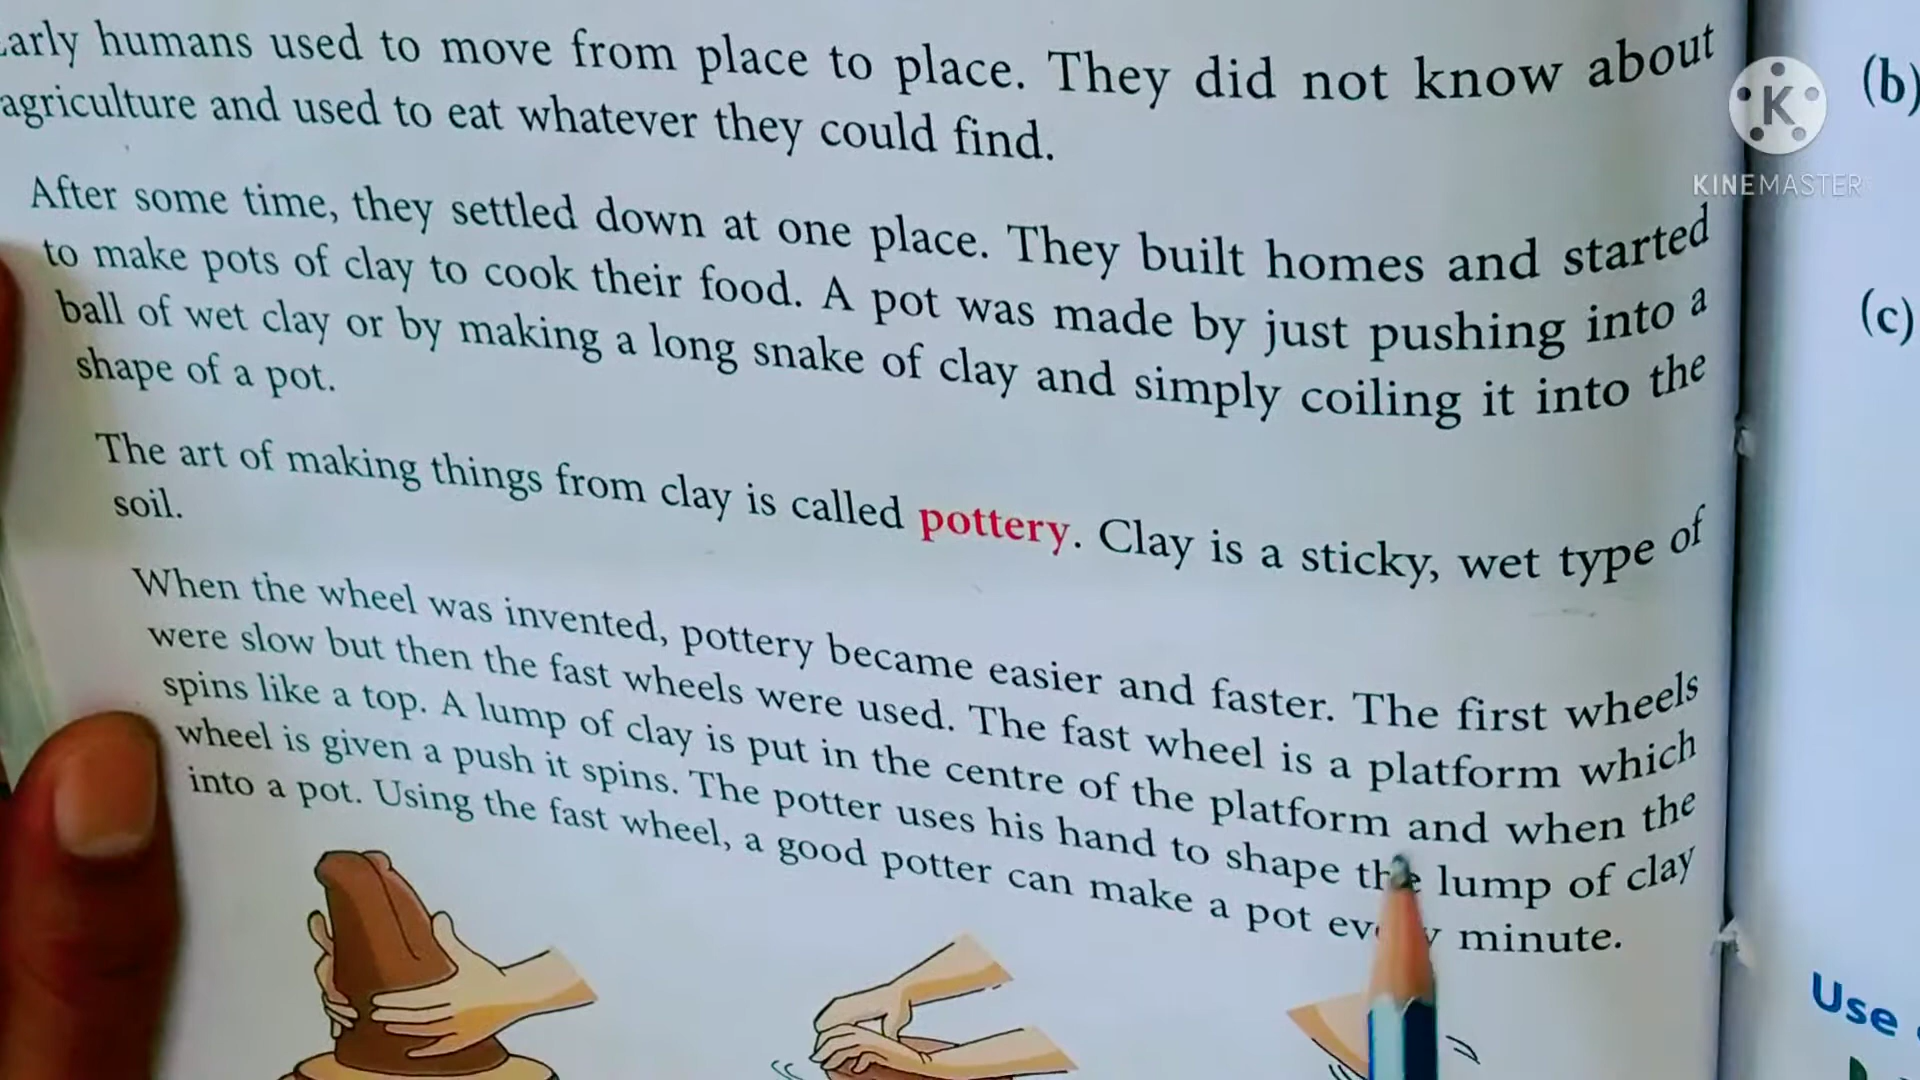 Early humans used to move from place to place. They did not know about
agriculture and used to eat whatever they could find.
After some time, they settled down at one place. They built homes and started
to make pots of clay to cook their food. A pot was made by just pushing into a
ball of wet clay or by making a long snake of clay and simply coiling it into the
shape of a pot.
The art of making things from clay is called pottery. Clay is a sticky, wet type of
soil.
When the wheel was invented, pottery became easier and faster. The first wheels
were slow but then the fast wheels were used. The fast wheel is a platform which
spins like a top. A lump of clay is put in the centre of the platform and when the
wheel is given a push it spins. The potter uses his hand to shape the lump of clay
into a pot. Using the fast wheel, a good potter can make a pot every minute.
K
KINEMASTER
(b)
(c)
Use